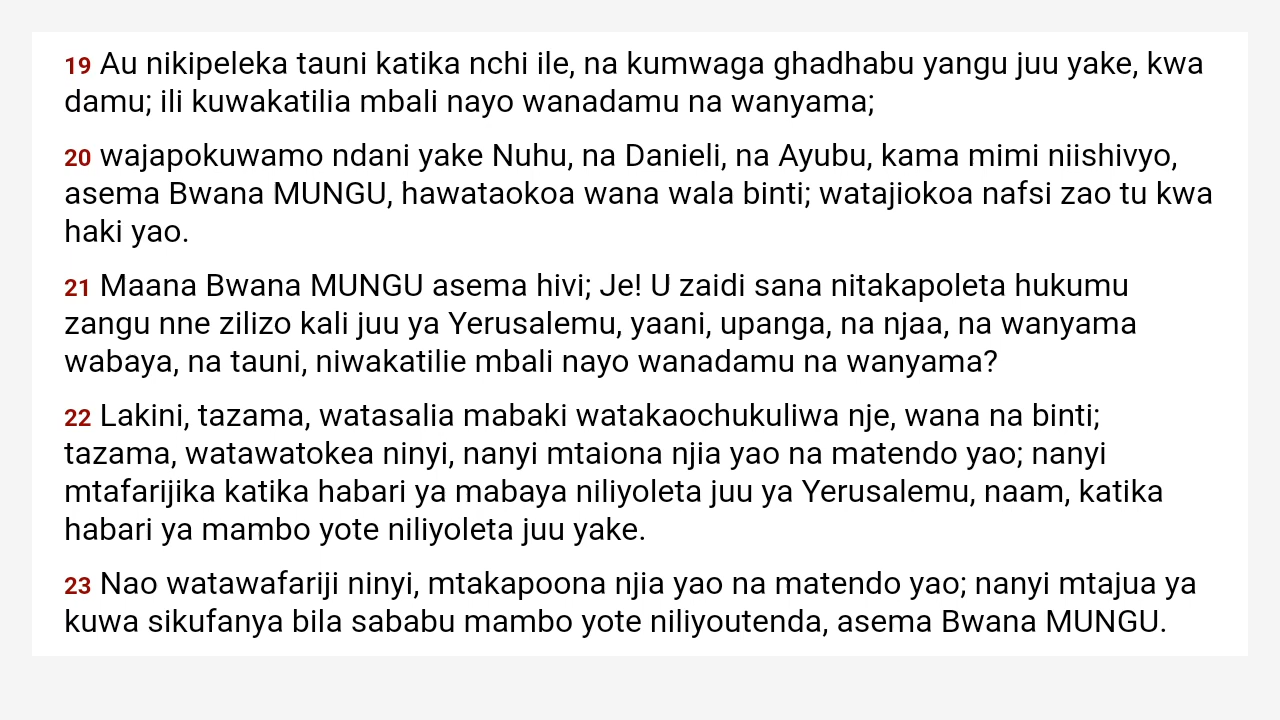 19 Au nikipeleka tauni katika nchi ile, na kumwaga ghadhabu yangu juu yake, kwa
damu; ili kuwakatilia mbali nayo wanadamu na wanyama;
20 wajapokuwamo ndani yake Nuhu, na Danieli, na Ayubu, kama mimi niishivyo,
asema Bwana MUNGU, hawataokoa wana wala binti; watajiokoa nafsi zao tu kwa
haki yao.
21 Maana Bwana MUNGU asema hivi; Je! U zaidi sana nitakapoleta hukumu
zangu nne zilizo kali juu ya Yerusalemu, yaani, upanga, na njaa, na wanyama
wabaya, na tauni, niwakatilie mbali nayo wanadamu na wanyama?
22 Lakini, tazama, watasalia mabaki watakaochukuliwa nje, wana na binti;
tazama, watawatokea ninyi, nanyi mtaiona njia yao na matendo yao; nanyi
mtafarijika katika habari ya mabaya niliyoleta juu ya Yerusalemu, naam, katika
habari ya mambo yote niliyoleta juu yake.
23 Nao watawafariji ninyi, mtakapoona njia yao na matendo yao; nanyi mtajua ya
kuwa sikufanya bila sababu mambo yote niliyoutenda, asema Bwana MUNGU.